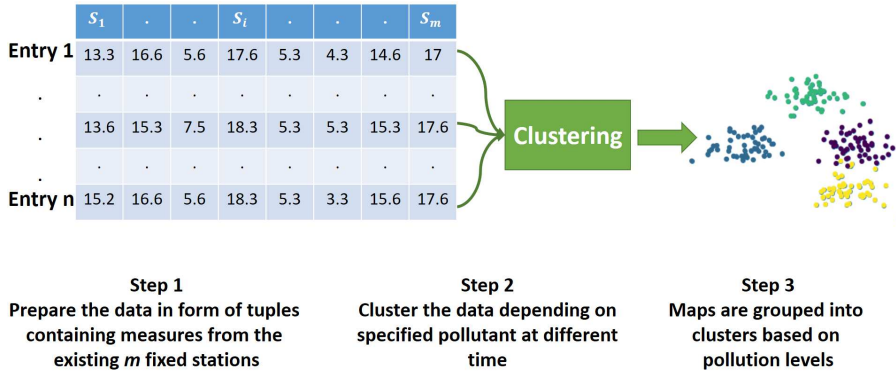 S₁ . . Sᵢ . . . Sₘ
Entry 1 13.3 16.6 5.6 17.6 5.3 4.3 14.6 17
. . . . . . . . .
. 13.6 15.3 7.5 18.3 5.3 5.3 15.3 17.6
. . . . . . . . .
Entry n 15.2 16.6 5.6 18.3 5.3 3.3 15.6 17.6
Clustering
Step 1
Prepare the data in form of tuples
containing measures from the
existing m fixed stations
Step 2
Cluster the data depending on
specified pollutant at different
time
Step 3
Maps are grouped into
clusters based on
pollution levels